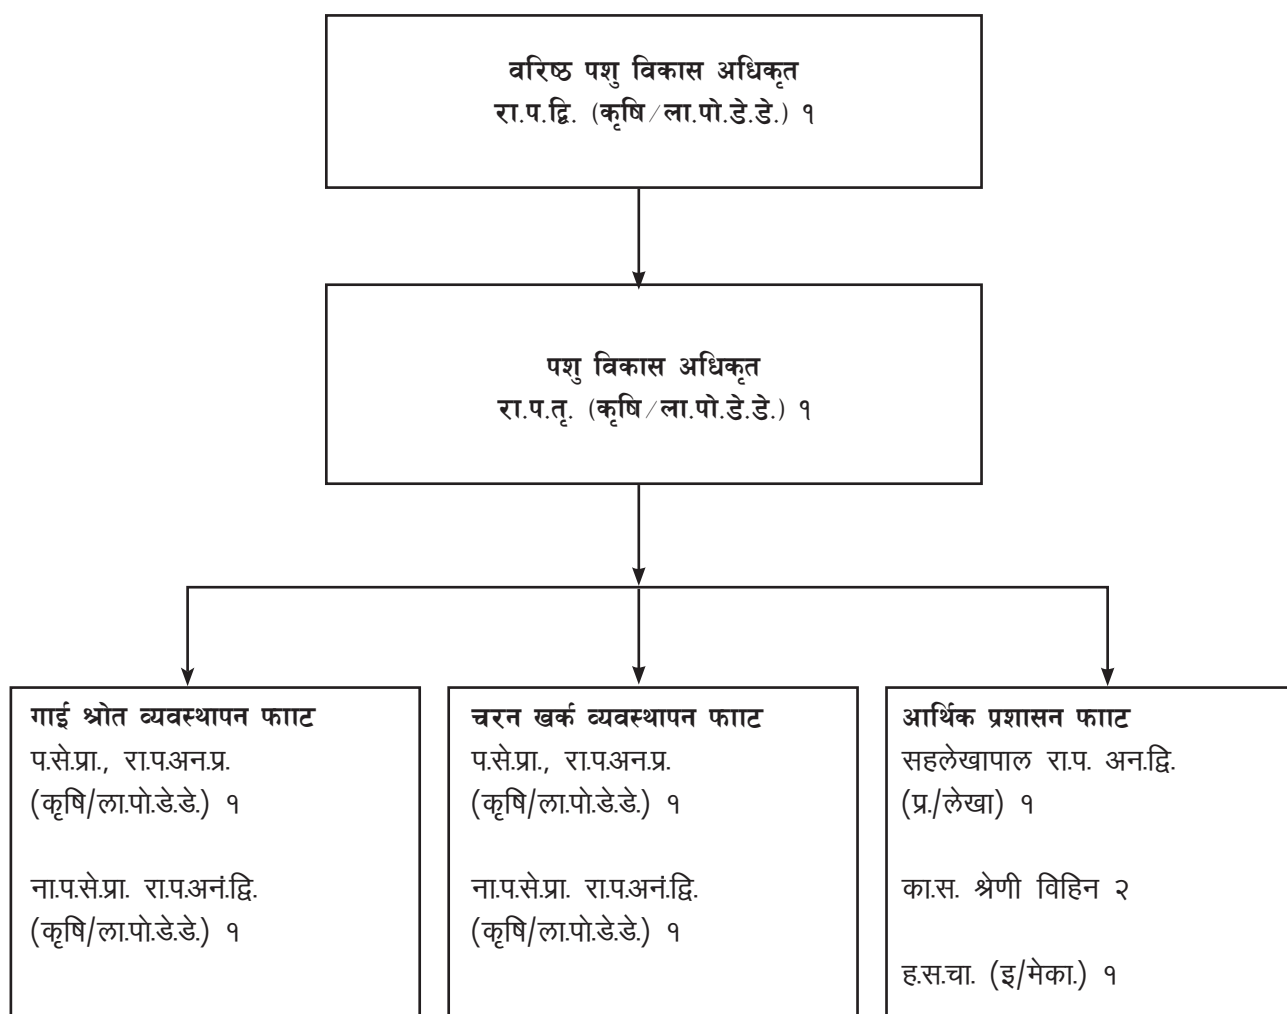 वरिष्ठ पशु विकास अधिकृत
रा.प.द्वि. (कृषि/ला.पो.डे.डे.) १
पशु विकास अधिकृत
रा.प.तृ. (कृषि/ला.पो.डे.डे.) १
गाई श्रोत व्यवस्थापन फााट
प.से.प्रा., रा.प.अन.प्र.
(कृषि/ला.पो.डे.डे.) १
ना.प.से.प्रा. रा.प.अनं.द्वि.
(कृषि/ला.पो.डे.डे.) १
चरन खर्क व्यवस्थापन फााट
प.से.प्रा., रा.प.अन.प्र.
(कृषि/ला.पो.डे.डे.) १
ना.प.से.प्रा. रा.प.अनं.द्वि.
(कृषि/ला.पो.डे.डे.) १
आर्थिक प्रशासन फााट
सहलेखापाल रा.प. अन.द्वि.
(प्र./लेखा) १
का.स. श्रेणी विहिन २
ह.स.चा. (इ/मेका.) १